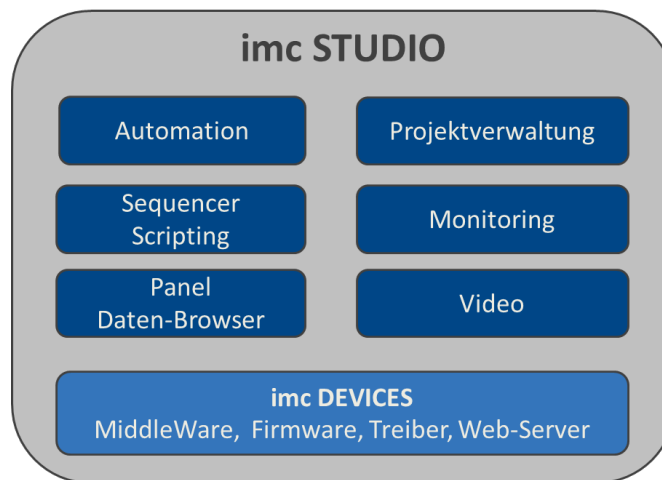 imc STUDIO
Automation
Projektverwaltung
Sequencer
Scripting
Monitoring
Panel
Daten-Browser
Video
imc DEVICES
MiddleWare, Firmware, Treiber, Web-Server